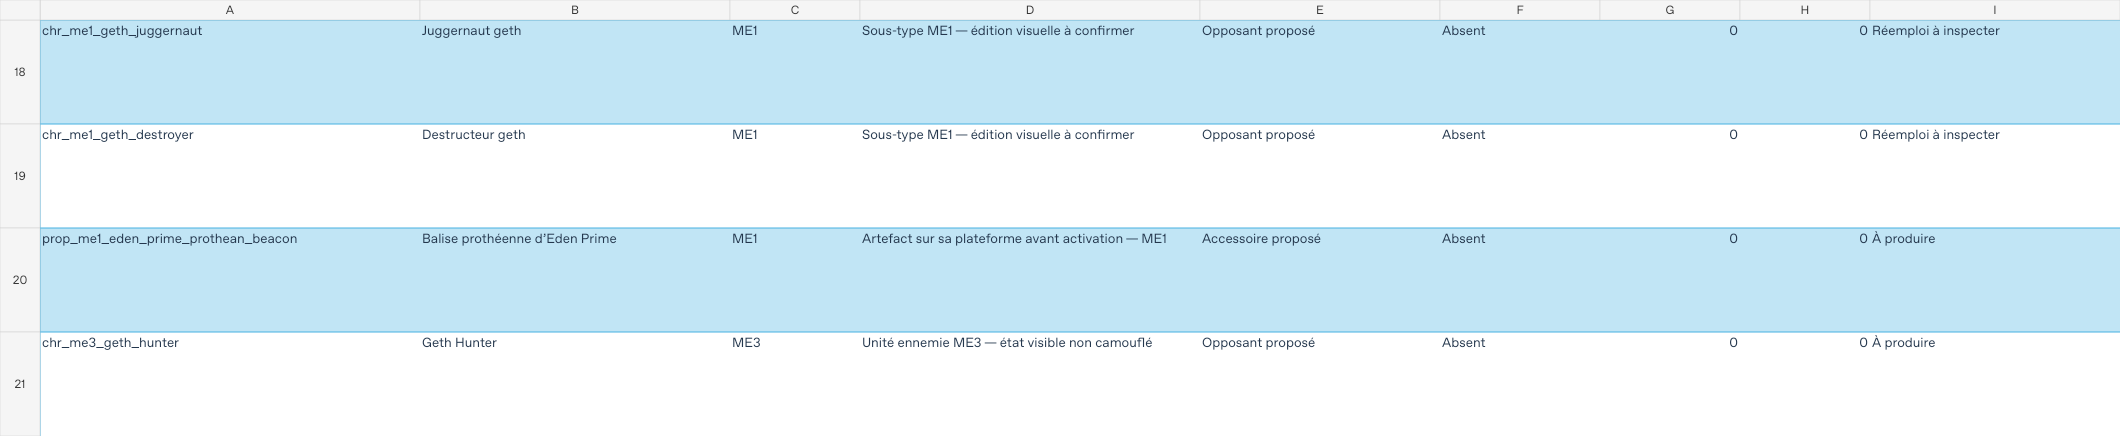 A B C D E F G H I
18 chr_me1_geth_juggernaut Juggernaut geth ME1 Sous-type ME1 — édition visuelle à confirmer Opposant proposé Absent 0 0 Réemploi à inspecter
19 chr_me1_geth_destroyer Destructeur geth ME1 Sous-type ME1 — édition visuelle à confirmer Opposant proposé Absent 0 0 Réemploi à inspecter
20 prop_me1_eden_prime_prothean_beacon Balise prothéenne d’Eden Prime ME1 Artefact sur sa plateforme avant activation — ME1 Accessoire proposé Absent 0 0 À produire
21 chr_me3_geth_hunter Geth Hunter ME3 Unité ennemie ME3 — état visible non camouflé Opposant proposé Absent 0 0 À produire